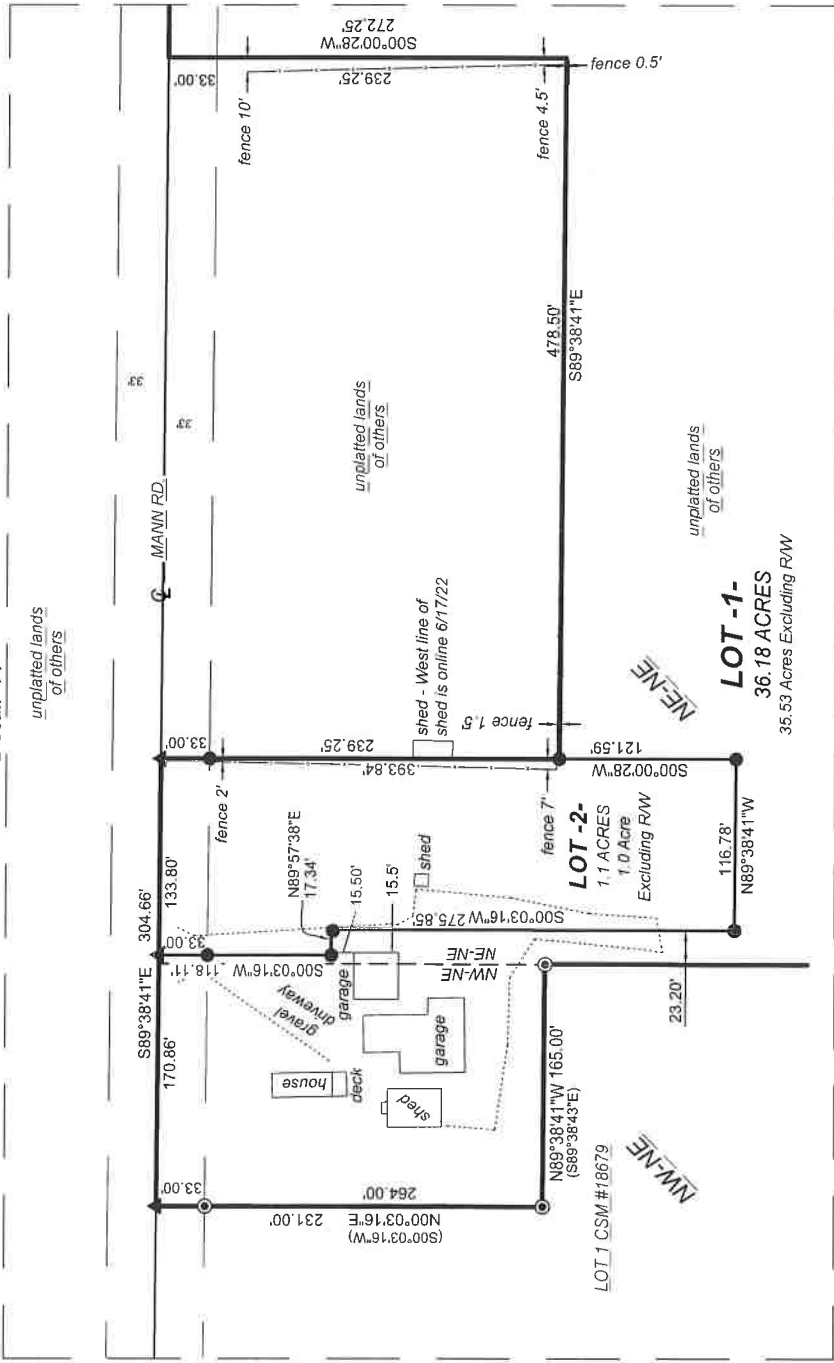 unplatted lands
of others
33'
33'
MANN RD.
S89°38'41"E 304.66'
170.86'
133.80'
33.00'
33.00'
33.00'
33.00'
S00°00'28"W
272.25'
239.25'
fence 10'
fence 4.5'
fence 0.5'
unplatted lands
of others
478.50'
S89°38'41"E
shed - West line of
shed is online 6/17/22
239.25'
393.84'
fence 2'
fence 1.5'
fence 7'
N89°57'38"E
17.34'
15.50'
15.5'
shed
S00°03'16"W 118.11'
S00°03'16"W 275.85'
gravel
driveway
garage
garage
house
deck
shed
NW-NE
NE-NE
LOT -2-
1.1 ACRES
1.0 Acre
Excluding R/W
S00°00'28"W
121.59'
116.78'
N89°38'41"W
23.20'
264.00'
231.00'
N00°03'16"E
(S00°03'16"W)
N89°38'41"W 165.00'
(S89°38'43"E)
LOT 1 CSM #18679
NW-NE
NE-NE
unplatted lands
of others
LOT -1-
36.18 ACRES
35.53 Acres Excluding R/W